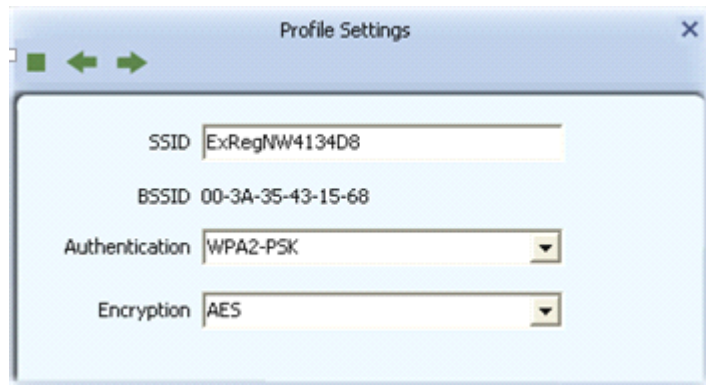 Profile Settings
SSID ExRegNW4134D8
BSSID 00-3A-35-43-15-68
Authentication WPA2-PSK
Encryption AES